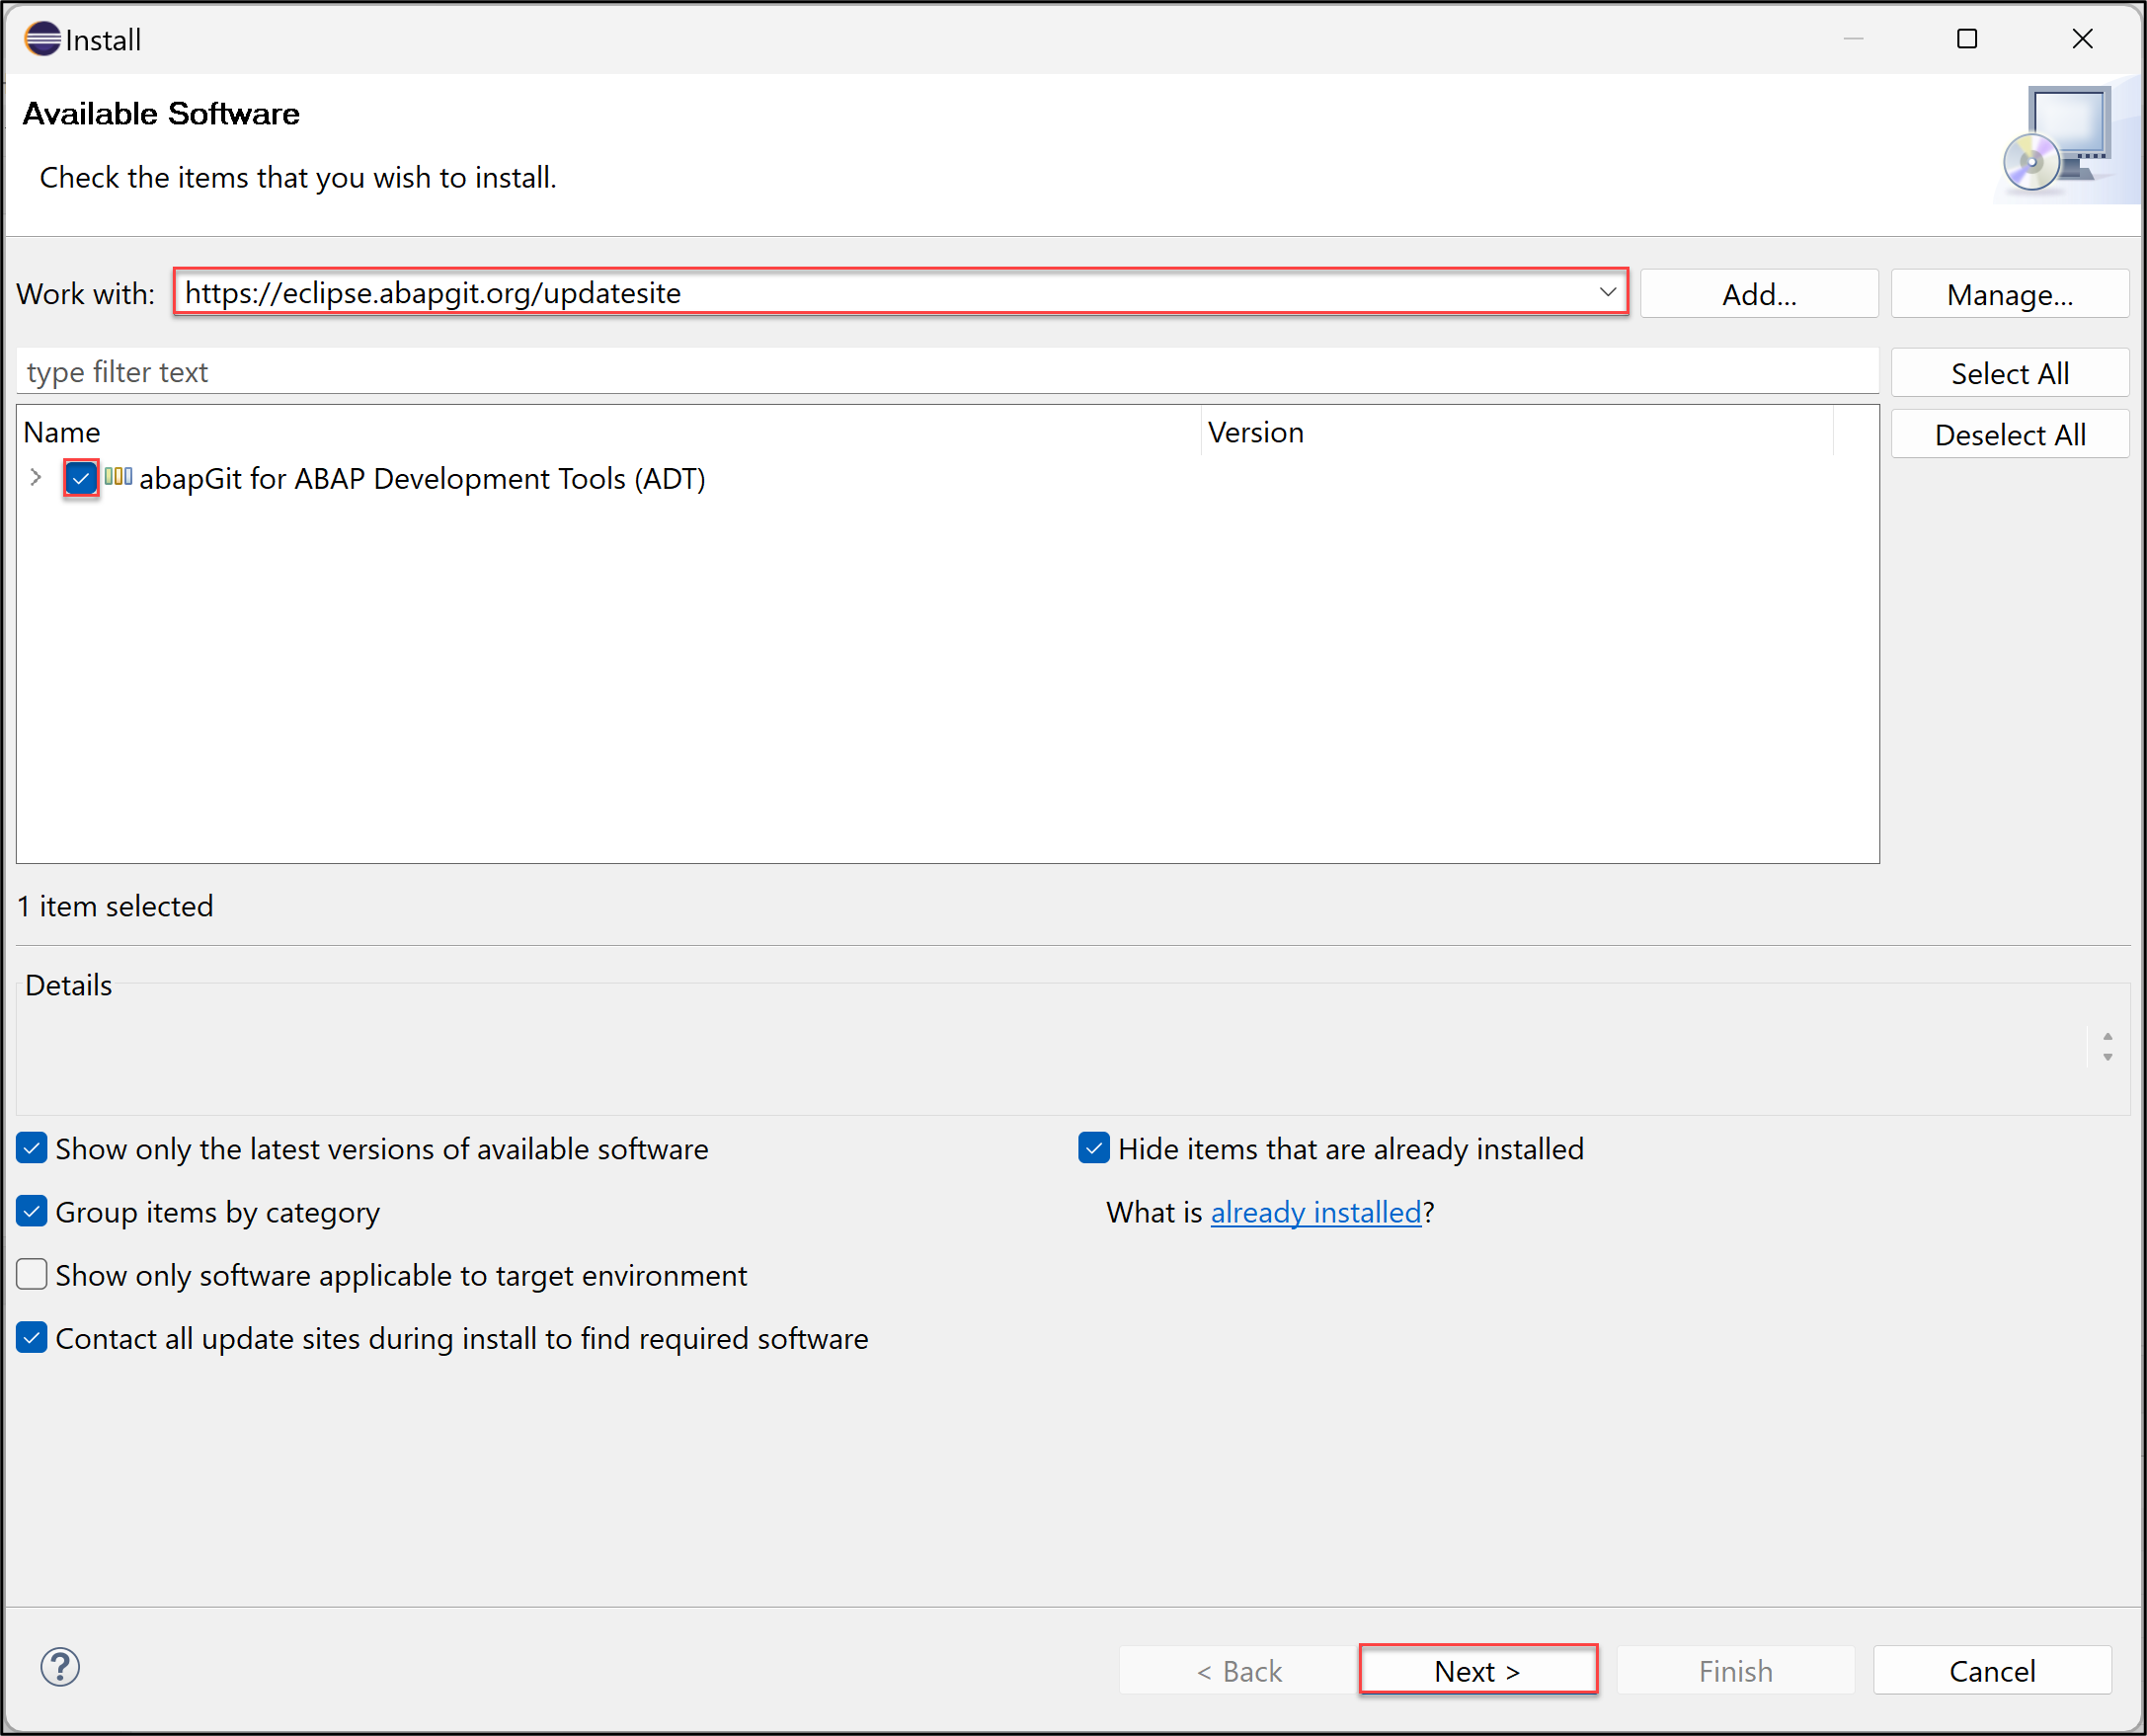 Install
Available Software
Check the items that you wish to install.
Work with: https://eclipse.abapgit.org/updatesite Add... Manage...
type filter text Select All
Name Version Deselect All
abapGit for ABAP Development Tools (ADT)
1 item selected
Details
Show only the latest versions of available software Hide items that are already installed
Group items by category What is already installed?
Show only software applicable to target environment
Contact all update sites during install to find required software
? < Back Next > Finish Cancel